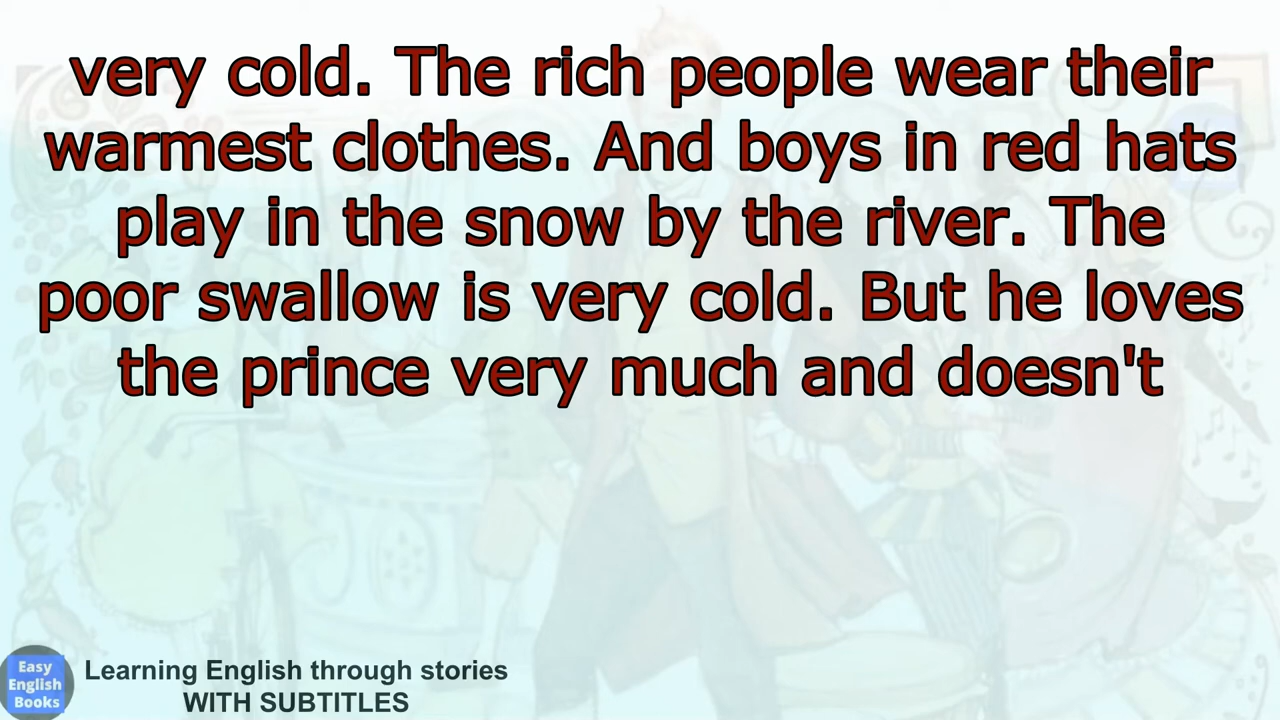 very cold. The rich people wear their
warmest clothes. And boys in red hats
play in the snow by the river. The
poor swallow is very cold. But he loves
the prince very much and doesn't
Easy
English
Books
Learning English through stories
WITH SUBTITLES